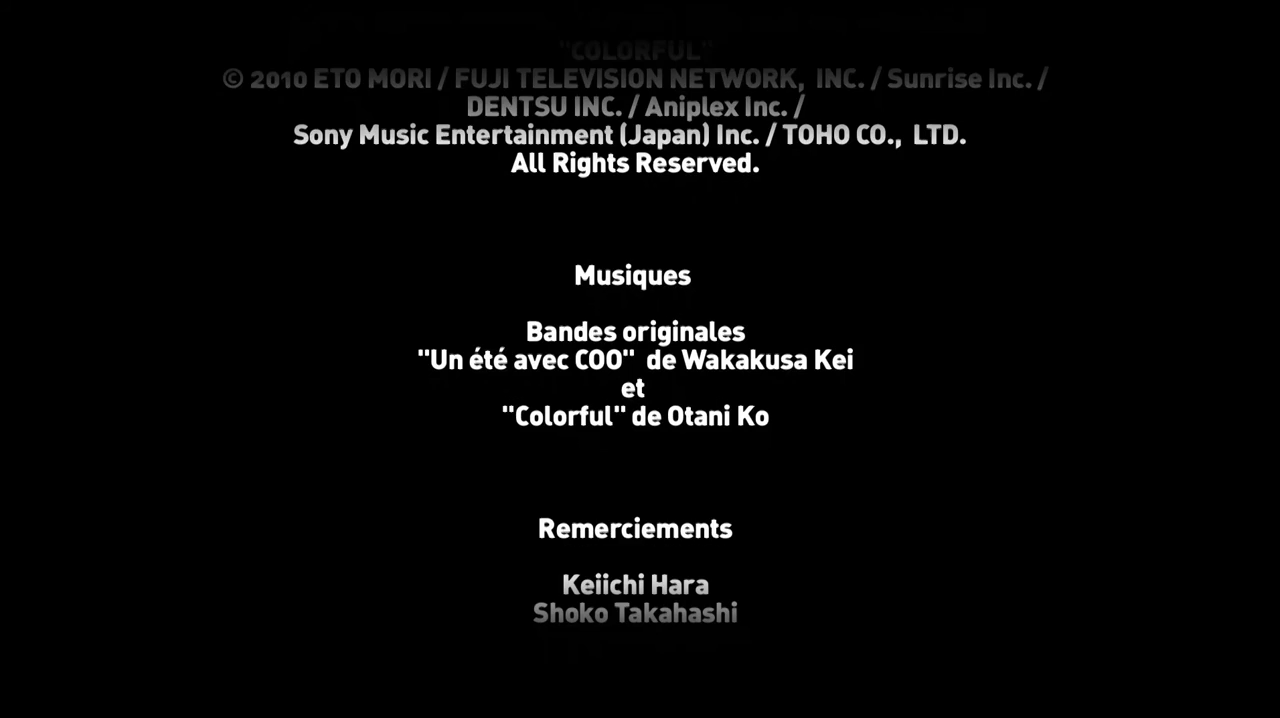 "COLORFUL"
© 2010 ETO MORI / FUJI TELEVISION NETWORK, INC. / Sunrise Inc. /
DENTSU INC. / Aniplex Inc. /
Sony Music Entertainment (Japan) Inc. / TOHO CO., LTD.
All Rights Reserved.
Musiques
Bandes originales
"Un été avec COO" de Wakakusa Kei
et
"Colorful" de Otani Ko
Remerciements
Keiichi Hara
Shoko Takahashi